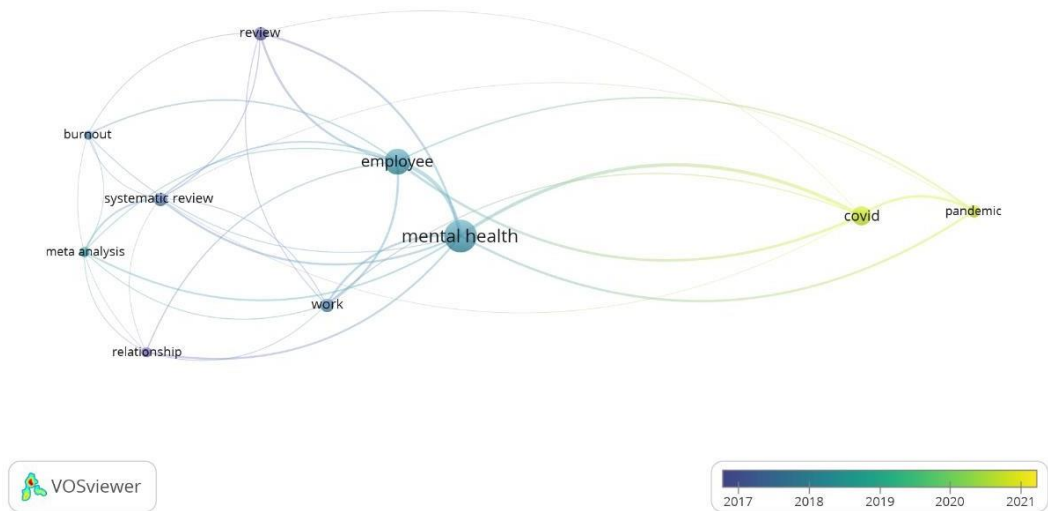 review
burnout
employee
systematic review
covid
pandemic
mental health
meta analysis
work
relationship
VOSviewer
2017 2018 2019 2020 2021